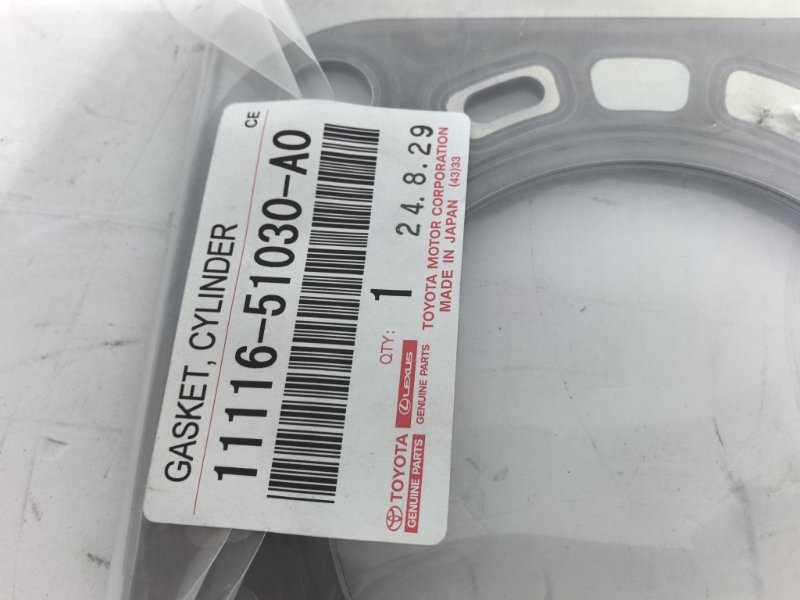 CE
GASKET, CYLINDER
11116-51030-A0
QTY:
1
24.8.29
TOYOTA
GENUINE PARTS
LEXUS
GENUINE PARTS
TOYOTA MOTOR CORPORATION
MADE IN JAPAN (43)33